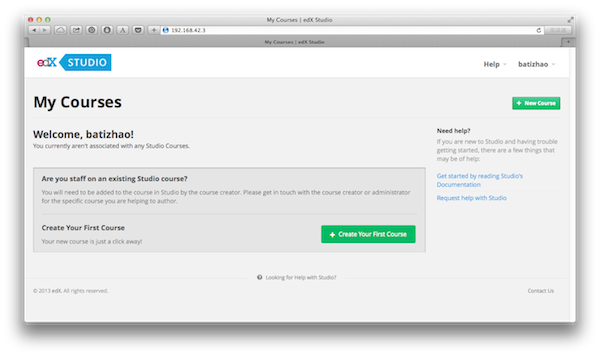 My Courses | edX Studio
192.168.42.3
My Courses | edX Studio
edX STUDIO
Help
batizhao
My Courses
+ New Course
Welcome, batizhao!
You currently aren't associated with any Studio Courses.
Are you staff on an existing Studio course?
You will need to be added to the course in Studio by the course creator. Please get in touch with the course creator or administrator
for the specific course you are helping to author.
Create Your First Course
Your new course is just a click away!
+ Create Your First Course
Need help?
If you are new to Studio and having trouble
getting started, there are a few things that
may be of help:
Get started by reading Studio's
Documentation
Request help with Studio
Looking for Help with Studio?
© 2013 edX. All rights reserved.
Contact Us